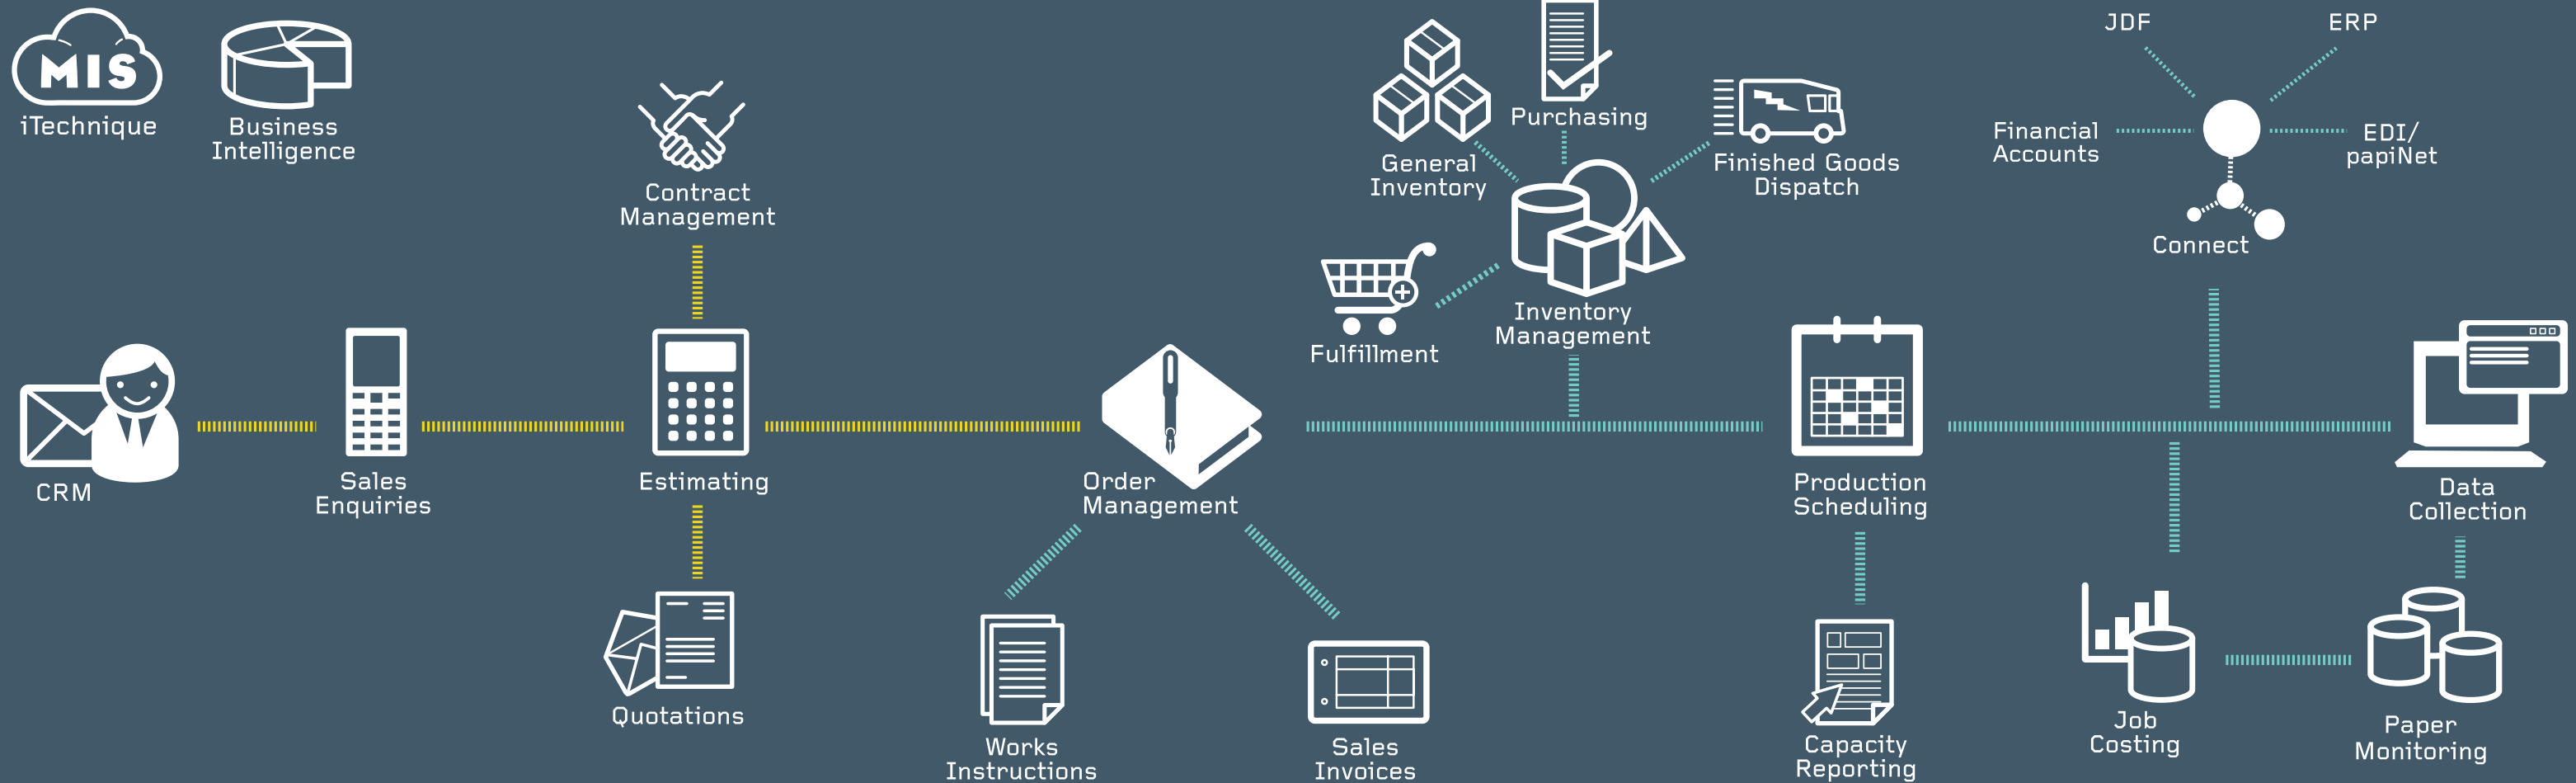 MIS
iTechnique
Business
Intelligence
Contract
Management
General
Inventory
Purchasing
Finished Goods
Dispatch
Fulfillment
Inventory
Management
JDF
ERP
Financial
Accounts
EDI/
papiNet
Connect
CRM
Sales
Enquiries
Estimating
Order
Management
Production
Scheduling
Data
Collection
Quotations
Works
Instructions
Sales
Invoices
Capacity
Reporting
Job
Costing
Paper
Monitoring